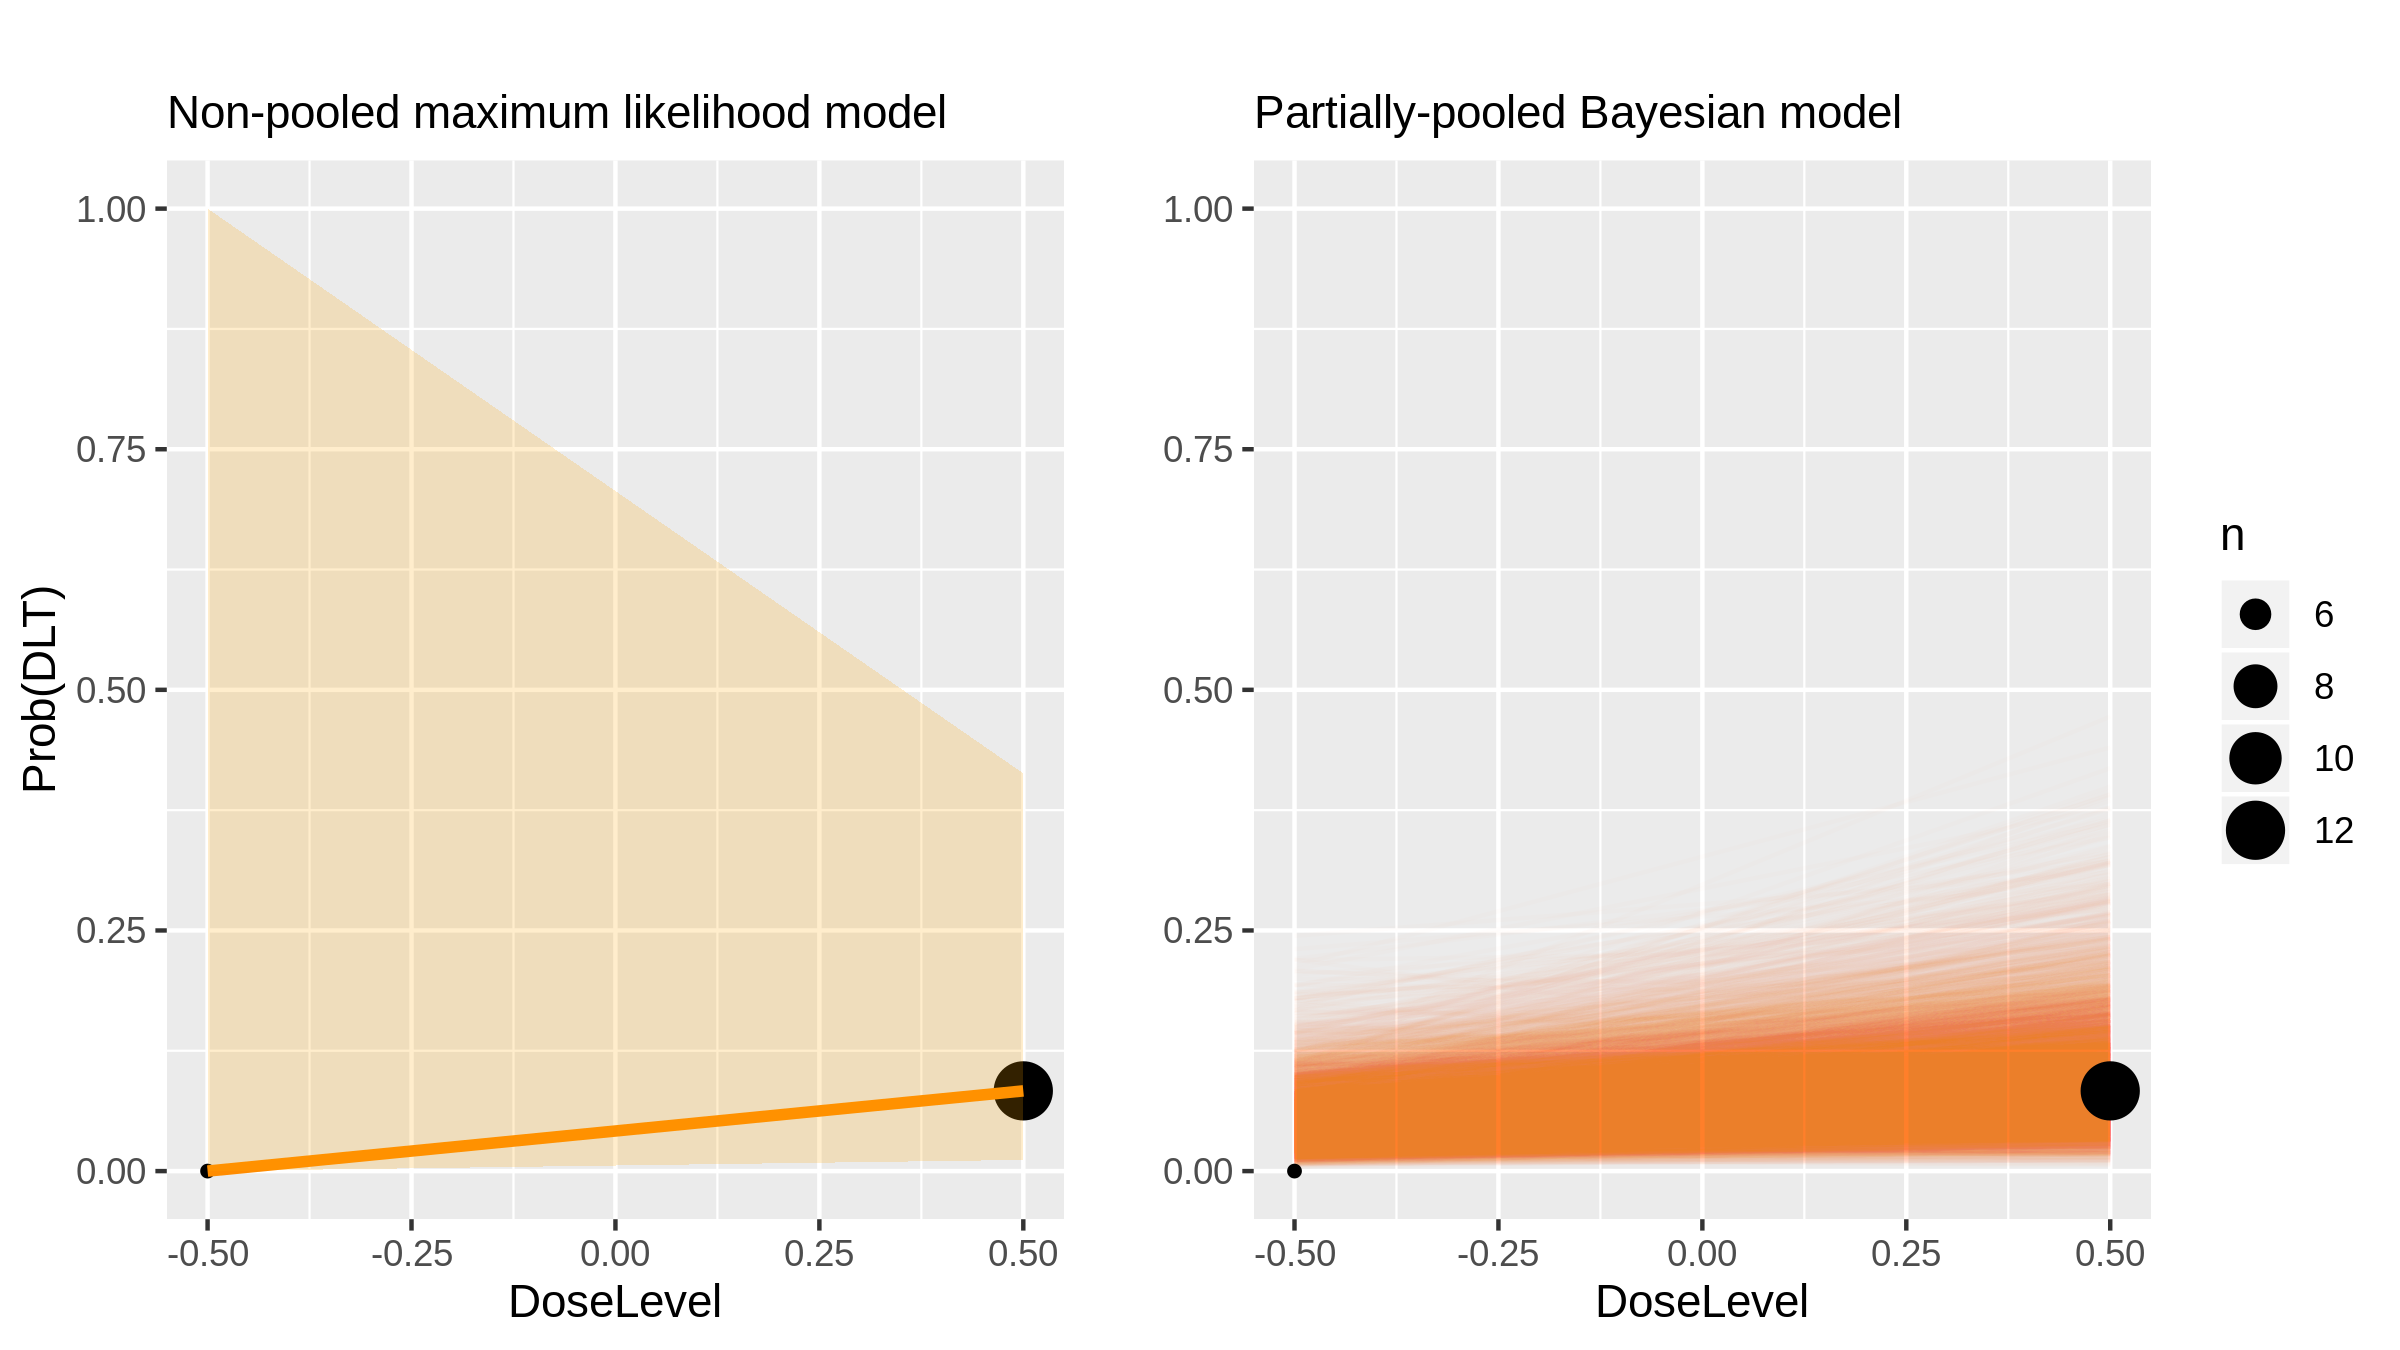 Non-pooled maximum likelihood model
Prob(DLT)
1.00
0.75
0.50
0.25
0.00
-0.50 -0.25 0.00 0.25 0.50
DoseLevel
Partially-pooled Bayesian model
1.00
0.75
0.50
0.25
0.00
-0.50 -0.25 0.00 0.25 0.50
DoseLevel
n
6
8
10
12